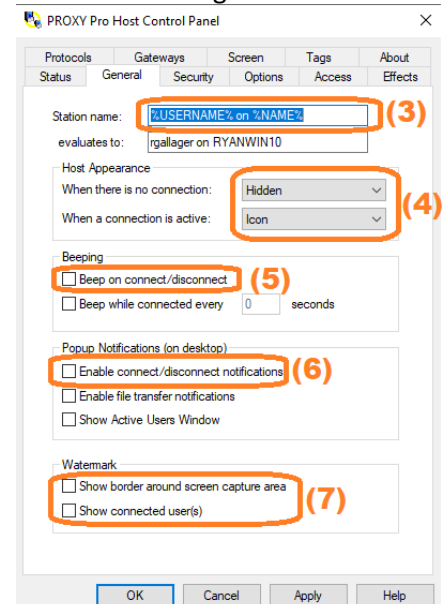 PROXY Pro Host Control Panel
Protocols Gateways Screen Tags About
Status General Security Options Access Effects
Station name: %USERNAME% on %NAME% (3)
evaluates to: rgallager on RYANWIN10
Host Appearance
When there is no connection: Hidden
When a connection is active: Icon (4)
Beeping
Beep on connect/disconnect (5)
Beep while connected every 0 seconds
Popup Notifications (on desktop)
Enable connect/disconnect notifications (6)
Enable file transfer notifications
Show Active Users Window
Watermark
Show border around screen capture area
Show connected user(s) (7)
OK Cancel Apply Help